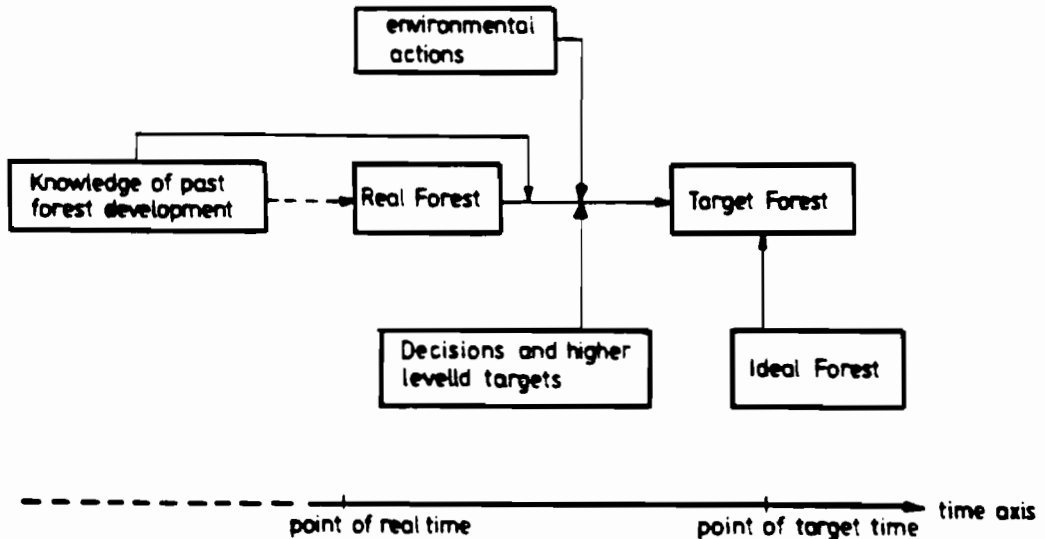 environmental
actions
Knowledge of past
forest development
Real Forest
Target Forest
Decisions and higher
levelld targets
Ideal Forest
time axis
point of real time
point of target time